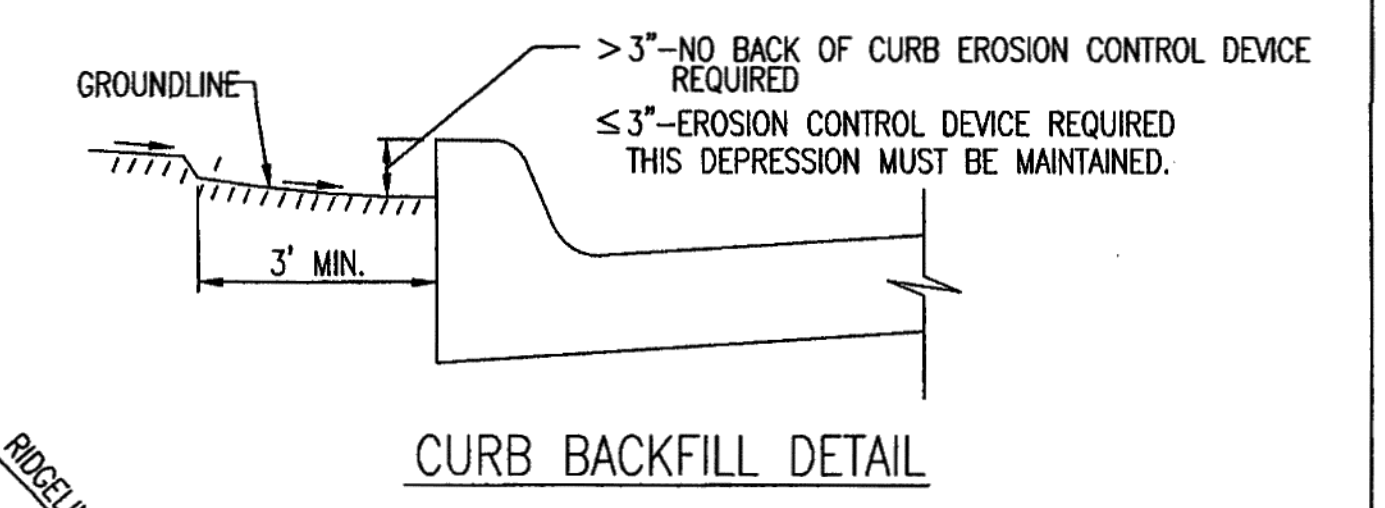 > 3"-NO BACK OF CURB EROSION CONTROL DEVICE
REQUIRED
GROUNDLINE
≤ 3"-EROSION CONTROL DEVICE REQUIRED
THIS DEPRESSION MUST BE MAINTAINED.
3' MIN.
CURB BACKFILL DETAIL